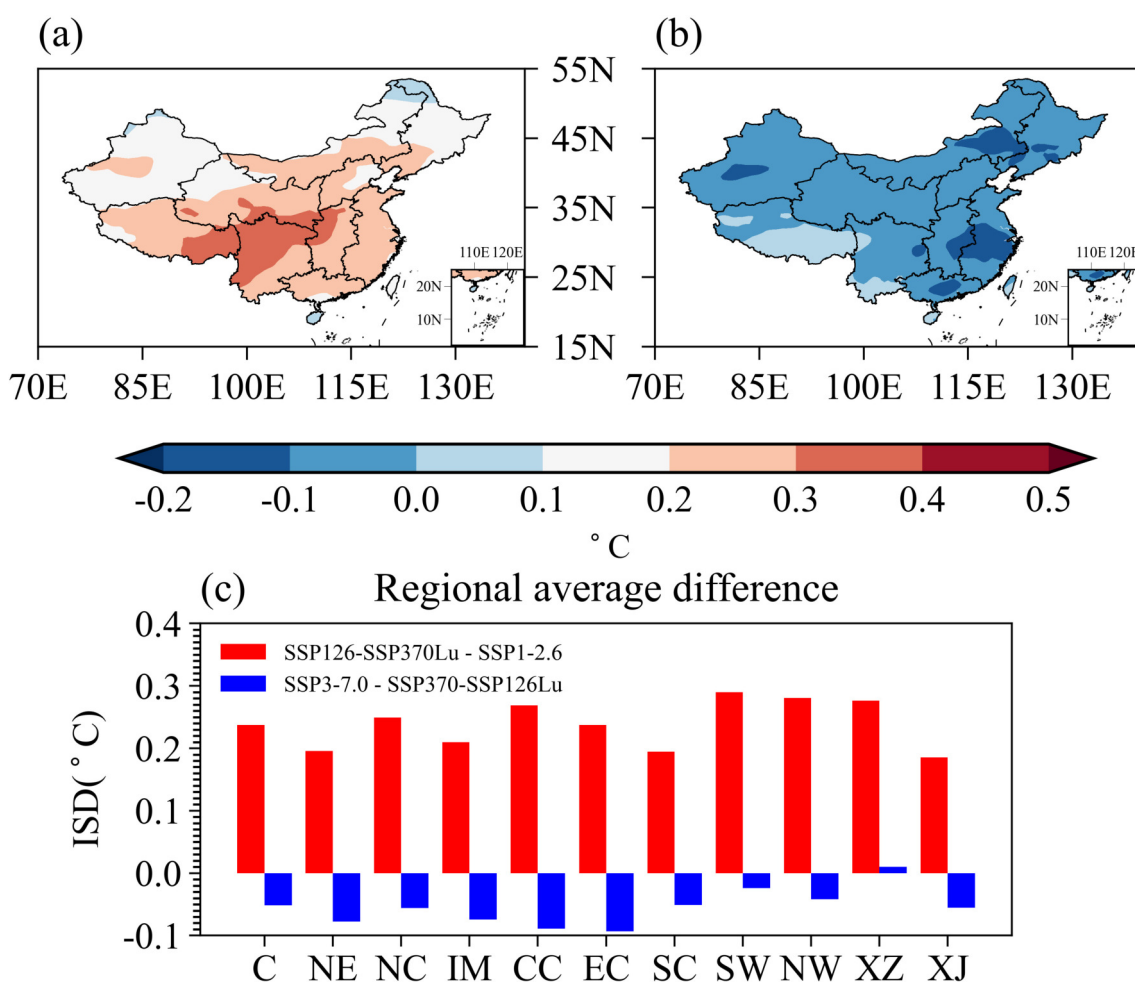 (a) (b)
55N
45N
35N
25N
15N
110E 120E
20N
10N
110E 120E
20N
10N
70E 85E 100E 115E 130E 70E 85E 100E 115E 130E
-0.2 -0.1 0.0 0.1 0.2 0.3 0.4 0.5
°C
(c) Regional average difference
SSP126-SSP370Lu - SSP1-2.6
SSP3-7.0 - SSP370-SSP126Lu
ISD(°C)
0.4
0.3
0.2
0.1
0.0
-0.1
C NE NC IM CC EC SC SW NW XZ XJ